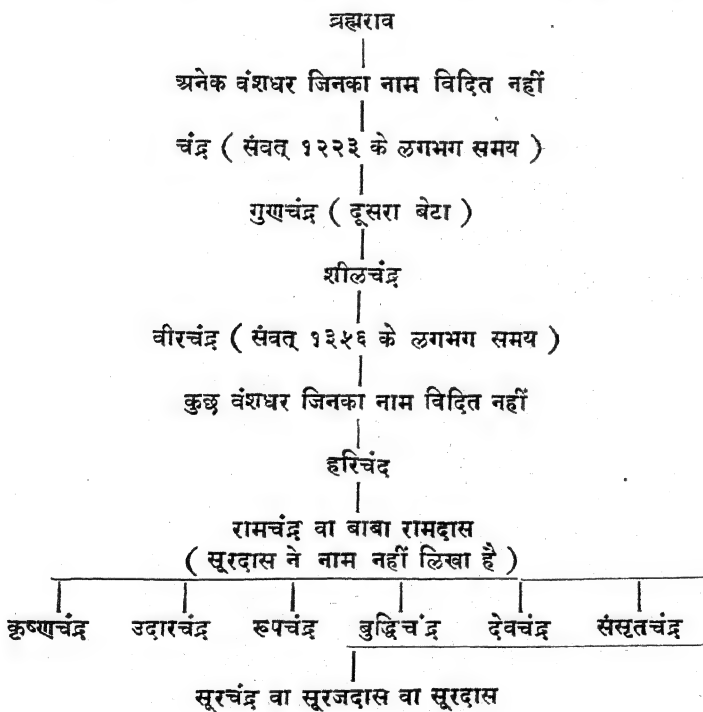 ब्रह्मराव
अनेक वंशधर जिनका नाम विदित नहीं
चंद्र ( संवत् १२२३ के लगभग समय )
गुणचंद्र ( दूसरा बेटा )
शीलचंद्र
वीरचंद्र ( संवत् १३५६ के लगभग समय )
कुछ वंशधर जिनका नाम विदित नहीं
हरिचंद
रामचंद्र वा बाबा रामदास
( सूरदास ने नाम नहीं लिखा है )
कृष्णचंद्र उदारचंद्र रूपचंद्र बुद्धिचंद्र देवचंद्र संसृतचंद्र
सूरचंद्र वा सूरजदास वा सूरदास